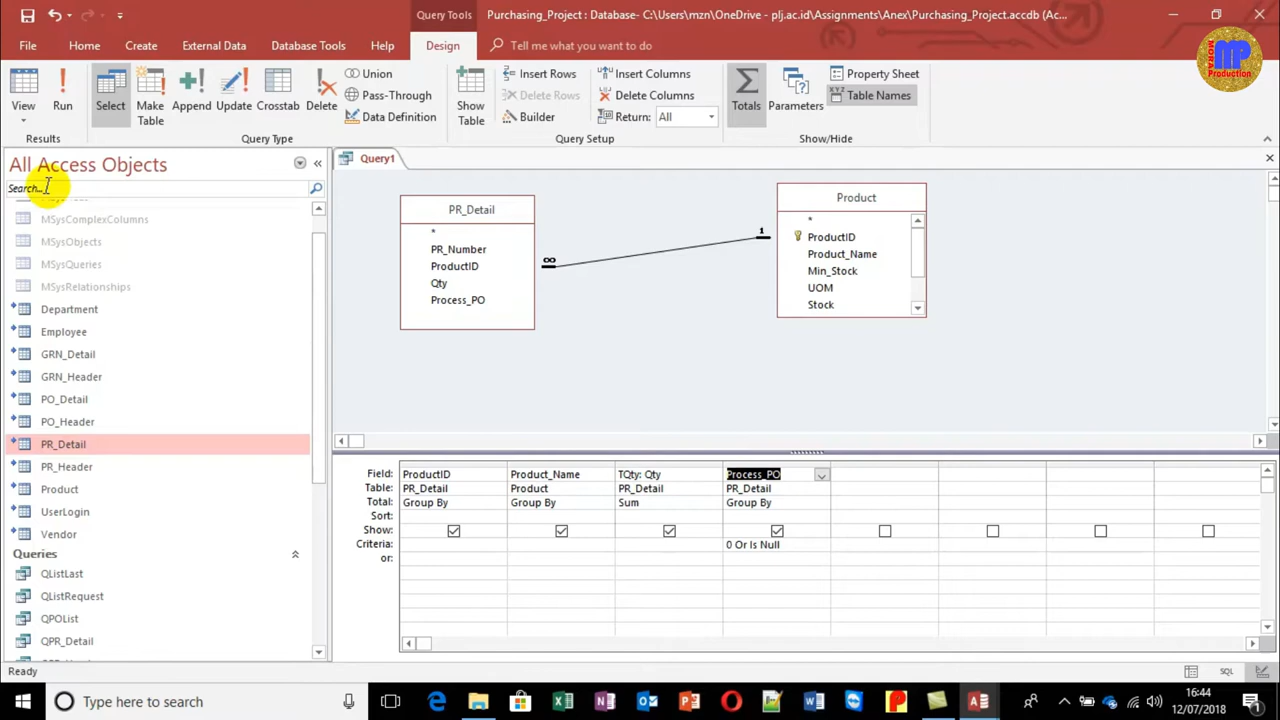 Query Tools
Purchasing_Project : Database- C:\Users\mzn\OneDrive - plj.ac.id\Assignments\Anex\Purchasing_Project.accdb (Ac...
File Home Create External Data Database Tools Help Design Tell me what you want to do
MORA
Production
View
Run
Select
Make Table
Append
Update
Crosstab
Delete
Union
Pass-Through
Data Definition
Show Table
Insert Rows
Delete Rows
Builder
Insert Columns
Delete Columns
Return: All
Totals
Parameters
Property Sheet
XYZ Table Names
Results Query Type Query Setup Show/Hide
All Access Objects
Search...
MSysComplexColumns
MSysObjects
MSysQueries
MSysRelationships
Department
Employee
GRN_Detail
GRN_Header
PO_Detail
PO_Header
PR_Detail
PR_Header
Product
UserLogin
Vendor
Queries
QListLast
QListRequest
QPOList
QPR_Detail
Query1
PR_Detail
*
PR_Number
ProductID
Qty
Process_PO
∞
1
Product
*
ProductID
Product_Name
Min_Stock
UOM
Stock
Field: ProductID Product_Name TQty: Qty Process_PO
Table: PR_Detail Product PR_Detail PR_Detail
Total: Group By Group By Sum Group By
Sort:
Show:
Criteria: 0 Or Is Null
or:
Ready
SQL
Type here to search
16:44
12/07/2018
1